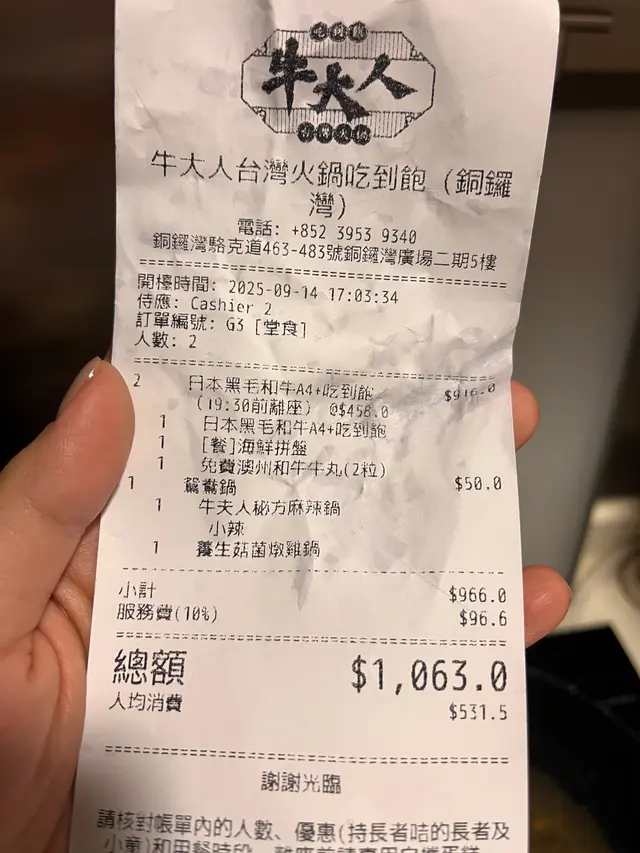 牛大人
牛大人台灣火鍋吃到飽 (銅鑼
灣)
電話: +852 3953 9340
銅鑼灣駱克道463-483號銅鑼灣廣場二期5樓
開檯時間: 2025-09-14 17:03:34
侍應: Cashier 2
訂單編號: G3 [堂食]
人數: 2
2 日本黑毛和牛A4+吃到飽 $916.0
(19:30前離座) @$458.0
1 日本黑毛和牛A4+吃到飽
1 [餐]海鮮拼盤
1 免費澳州和牛牛丸(2粒)
1 鴛鴦鍋 $50.0
1 牛夫人秘方麻辣鍋
小辣
1 養生菇菌燉雞鍋
小計 $966.0
服務費(10%) $96.6
總額 $1,063.0
人均消費 $531.5
謝謝光臨
請核對帳單內的人數、優惠(持長者咭的長者及
小童)和用餐時段